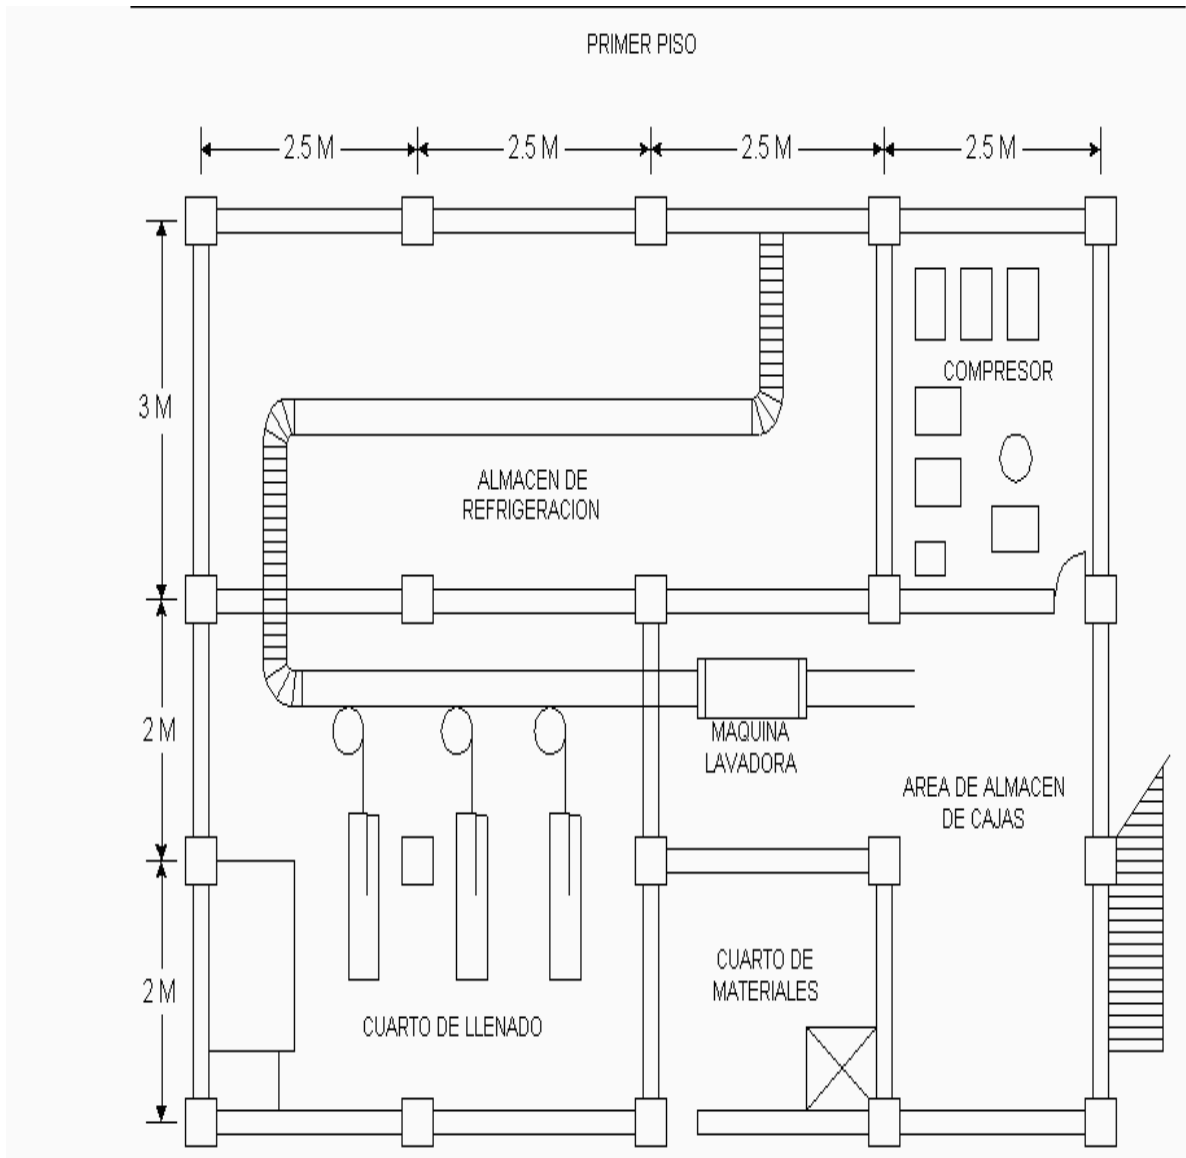 PRIMER PISO
2.5 M
2.5 M
2.5 M
2.5 M
COMPRESOR
3 M
ALMACEN DE
REFRIGERACION
2 M
MAQUINA
LAVADORA
AREA DE ALMACEN
DE CAJAS
2 M
CUARTO DE
MATERIALES
CUARTO DE LLENADO